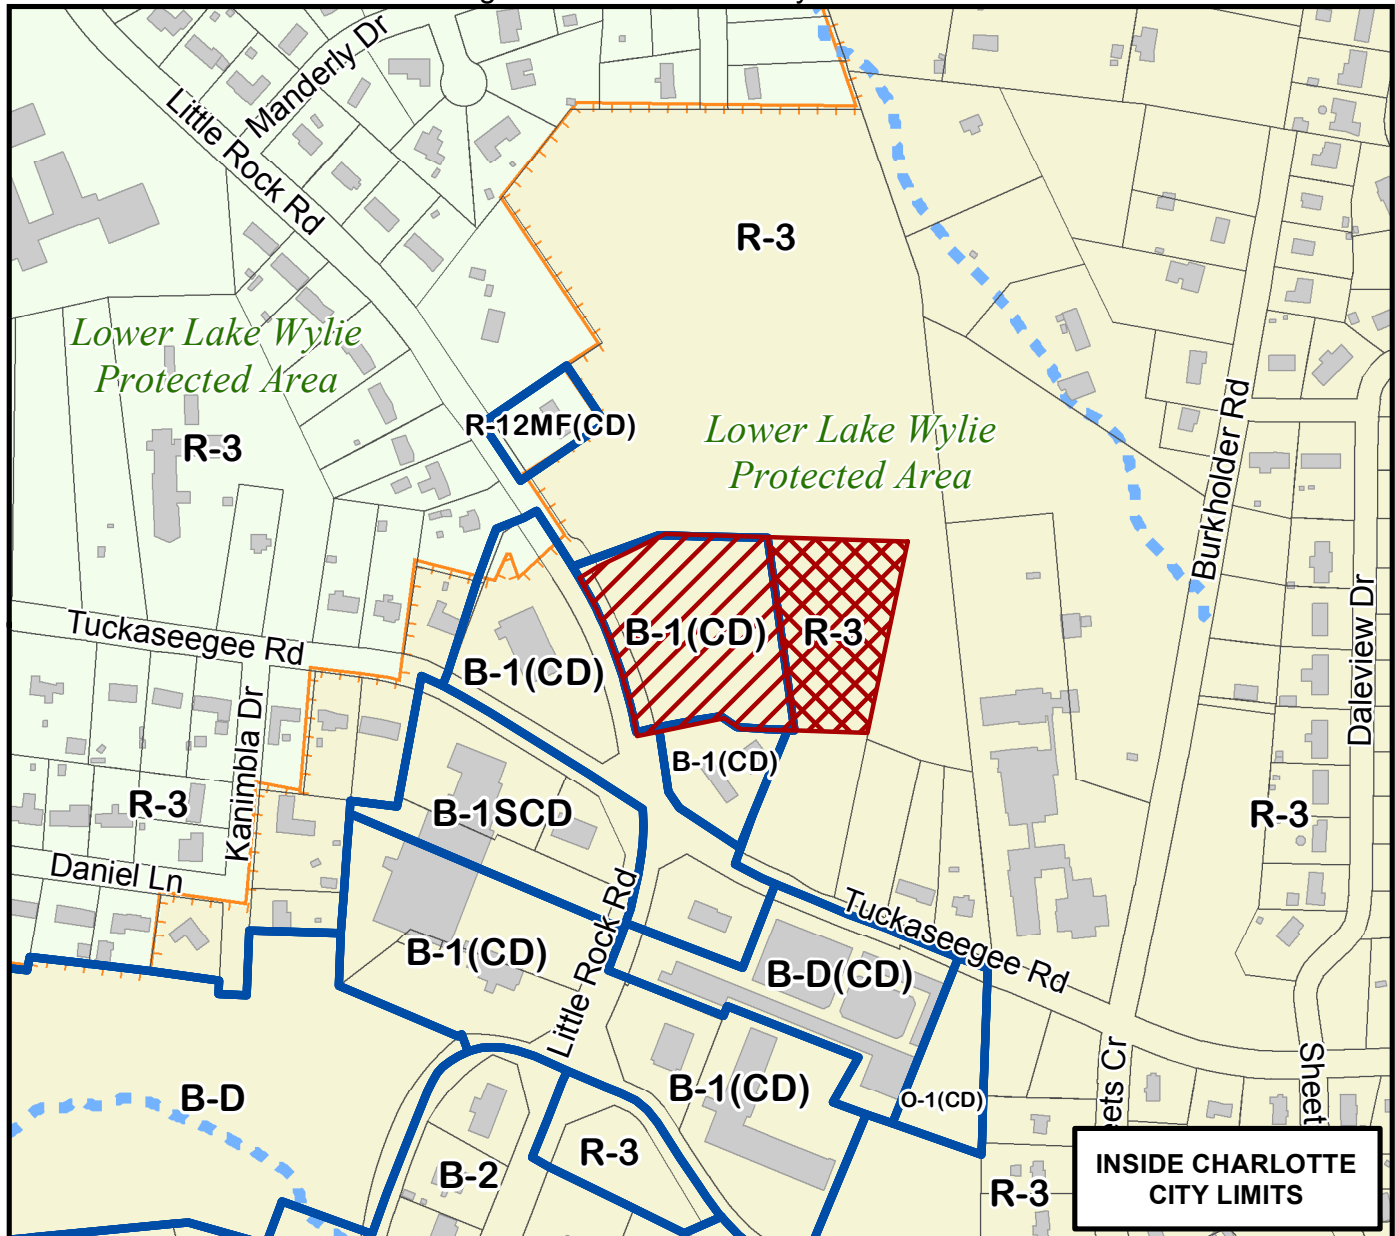 Manderly Dr
Little Rock Rd
R-3
Lower Lake Wylie
Protected Area
R-3
R-12MF(CD)
Lower Lake Wylie
Protected Area
Burkholder Rd
Tuckaseegee Rd
B-1(CD)
R-3
B-1(CD)
Daleview Dr
Kanimbla Dr
B-1(CD)
R-3
B-1SCD
R-3
Daniel Ln
Little Rock Rd
Tuckaseegee Rd
B-1(CD)
B-D(CD)
B-D
B-1(CD)
O-1(CD)
eets Cr
Sheet
R-3
B-2
R-3
INSIDE CHARLOTTE
CITY LIMITS